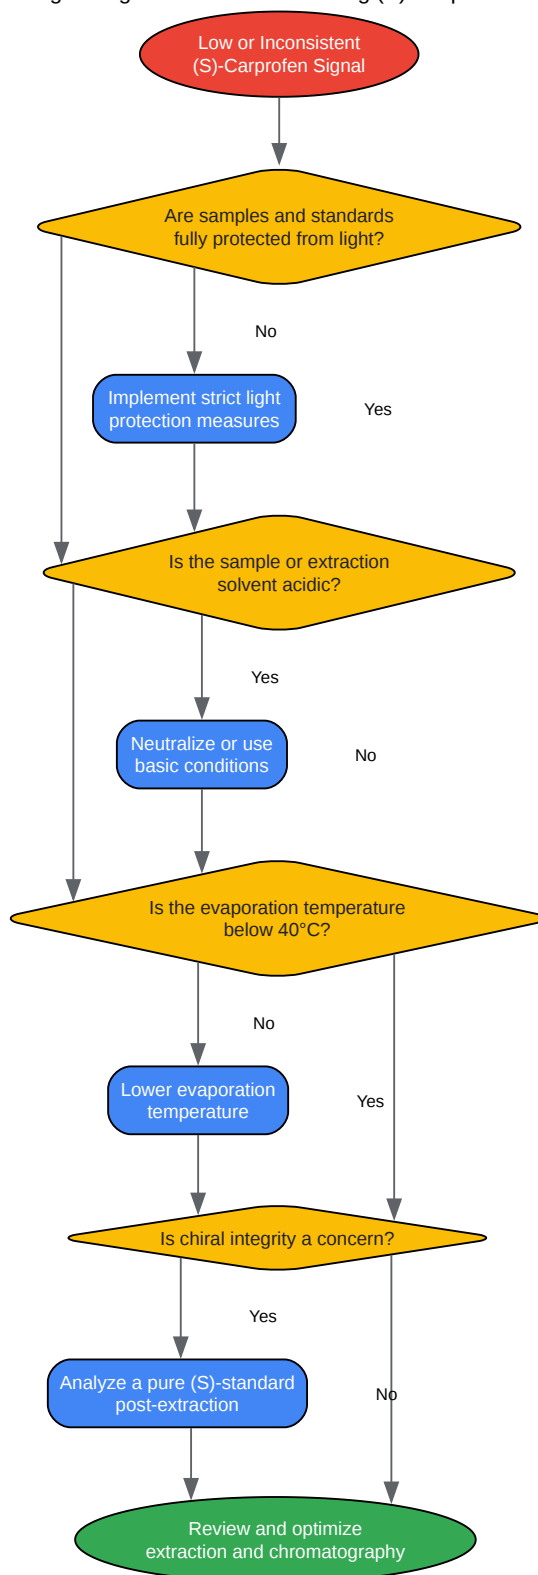 Low or Inconsistent
(S)-Carprofen Signal
Are samples and standards
fully protected from light?
No
Implement strict light
protection measures
Yes
Is the sample or extraction
solvent acidic?
Yes
Neutralize or use
basic conditions
No
Is the evaporation temperature
below 40°C?
No
Lower evaporation
temperature
Yes
Is chiral integrity a concern?
Yes
Analyze a pure (S)-standard
post-extraction
No
Review and optimize
extraction and chromatography